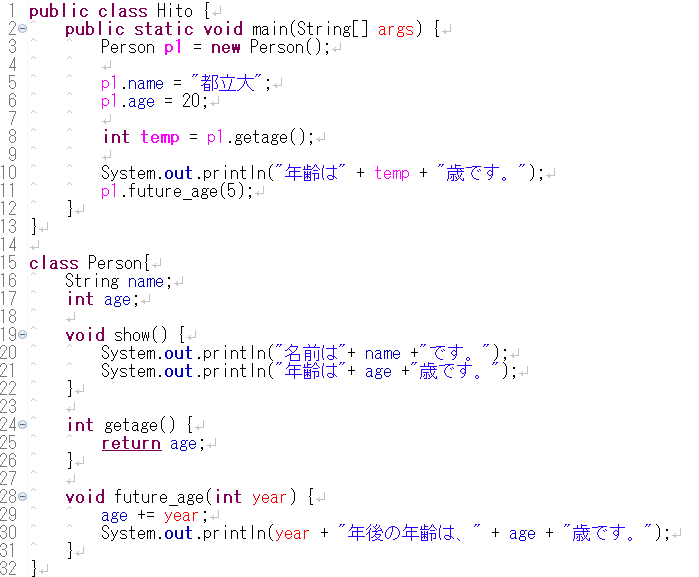 1 public class Hito {
2 public static void main(String[] args) {
3 Person p1 = new Person();
4
5 p1.name = "都立大";
6 p1.age = 20;
7
8 int temp = p1.getage();
9
10 System.out.println("年齢は" + temp + "歳です。");
11 p1.future_age(5);
12 }
13 }
14
15 class Person{
16 String name;
17 int age;
18
19 void show() {
20 System.out.println("名前は"+ name +"です。");
21 System.out.println("年齢は"+ age +"歳です。");
22 }
23
24 int getage() {
25 return age;
26 }
27
28 void future_age(int year) {
29 age += year;
30 System.out.println(year + "年後の年齢は、" + age + "歳です。");
31 }
32 }